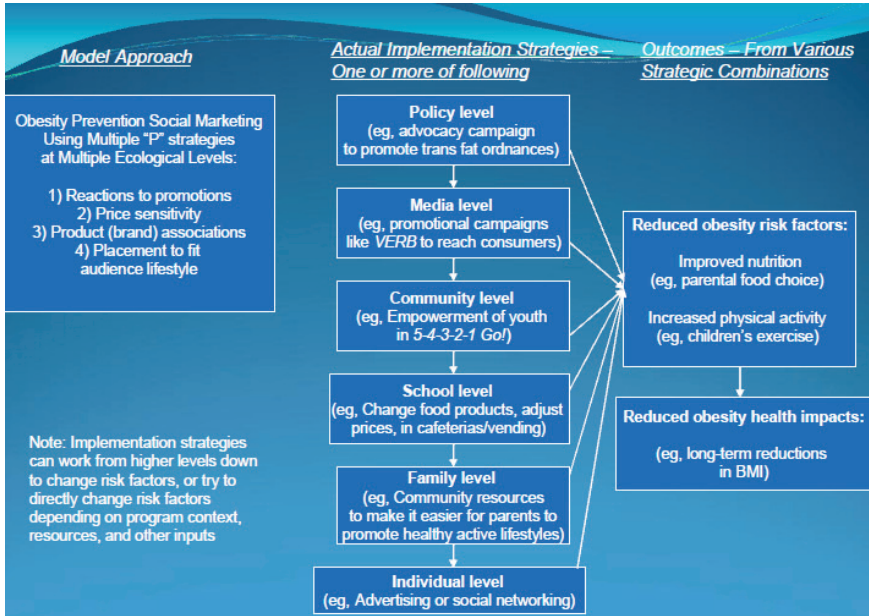 Model Approach
Obesity Prevention Social Marketing
Using Multiple "P" strategies
at Multiple Ecological Levels:
1) Reactions to promotions
2) Price sensitivity
3) Product (brand) associations
4) Placement to fit
audience lifestyle
Note: Implementation strategies
can work from higher levels down
to change risk factors, or try to
directly change risk factors
depending on program context,
resources, and other inputs
Actual Implementation Strategies –
One or more of following
Policy level
(eg, advocacy campaign
to promote trans fat ordnances)
Media level
(eg, promotional campaigns
like VERB to reach consumers)
Community level
(eg, Empowerment of youth
in 5-4-3-2-1 Go!)
School level
(eg, Change food products, adjust
prices, in cafeterias/vending)
Family level
(eg, Community resources
to make it easier for parents to
promote healthy active lifestyles)
Individual level
(eg, Advertising or social networking)
Outcomes – From Various
Strategic Combinations
Reduced obesity risk factors:
Improved nutrition
(eg, parental food choice)
Increased physical activity
(eg, children's exercise)
Reduced obesity health impacts:
(eg, long-term reductions
in BMI)